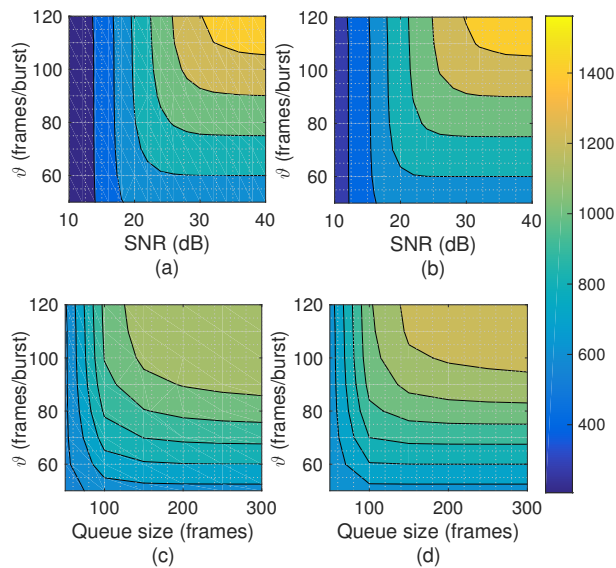 120
100
80
60
ϑ (frames/burst)
10 20 30 40
SNR (dB)
(a)
120
100
80
60
ϑ (frames/burst)
10 20 30 40
SNR (dB)
(b)
1400
1200
1000
800
600
400
120
100
80
60
ϑ (frames/burst)
100 200 300
Queue size (frames)
(c)
120
100
80
60
ϑ (frames/burst)
100 200 300
Queue size (frames)
(d)